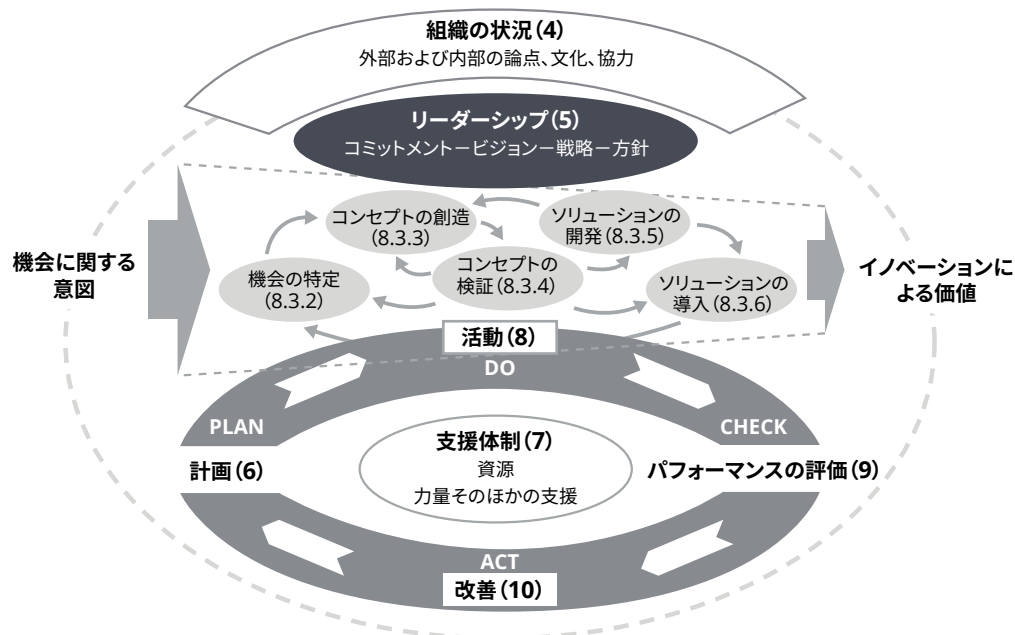 組織の状況（4）
外部および内部の論点、文化、協力
リーダーシップ（5）
コミットメントービジョンー戦略ー方針
機会に関する
意図
コンセプトの創造
（8.3.3）
ソリューションの
開発（8.3.5）
機会の特定
（8.3.2）
コンセプトの
検証（8.3.4）
ソリューションの
導入（8.3.6）
イノベーションに
よる価値
活動（8）
DO
PLAN
CHECK
計画（6）
支援体制（7）
資源
力量そのほかの支援
パフォーマンスの評価（9）
ACT
改善（10）